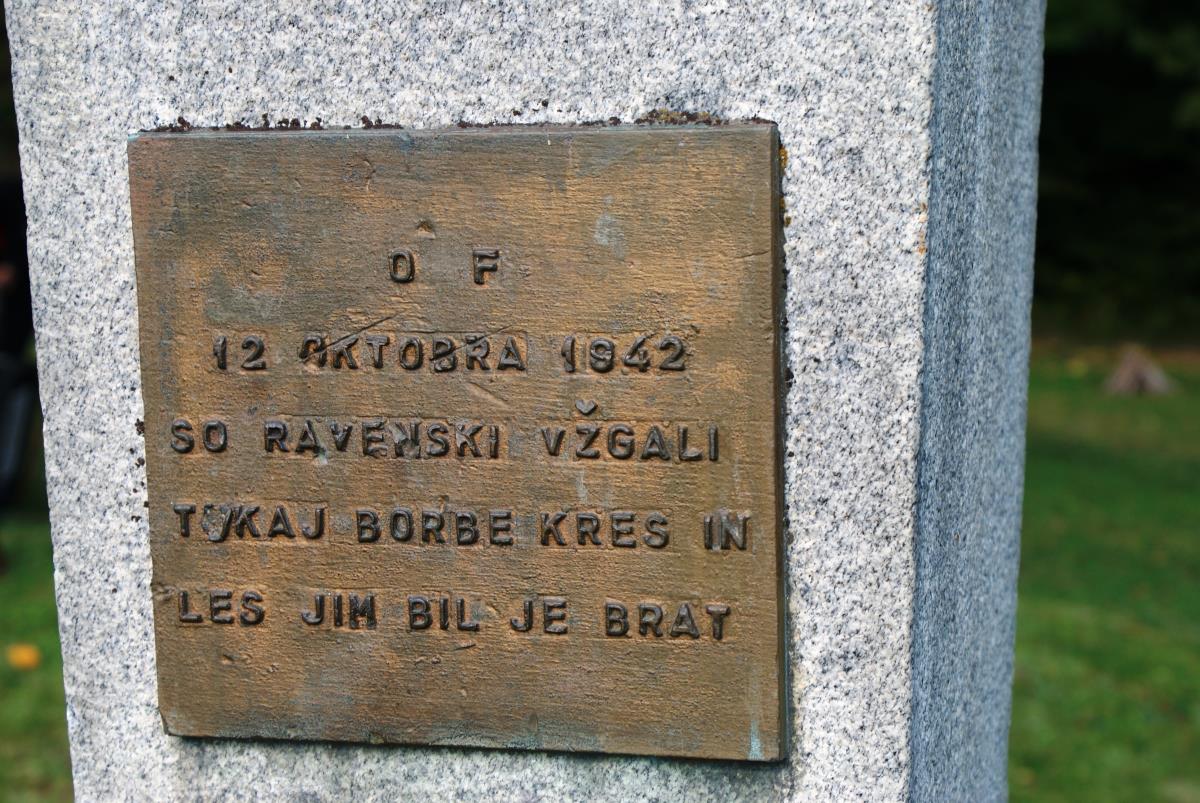 O F
12 OKTOBRA 1942
SO RAVENSKI VŽGALI
TUKAJ BORBE KRES IN
LES JIM BIL JE BRAT